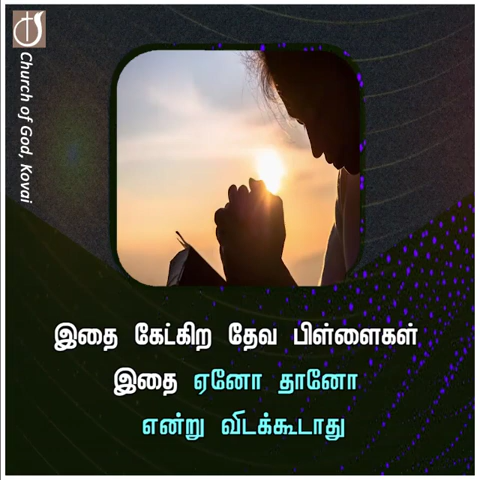 Church of God, Kovai
இதை கேட்கிற தேவ பிள்ளைகள்
இதை ஏனோ தானோ
என்று விடக்கூடாது